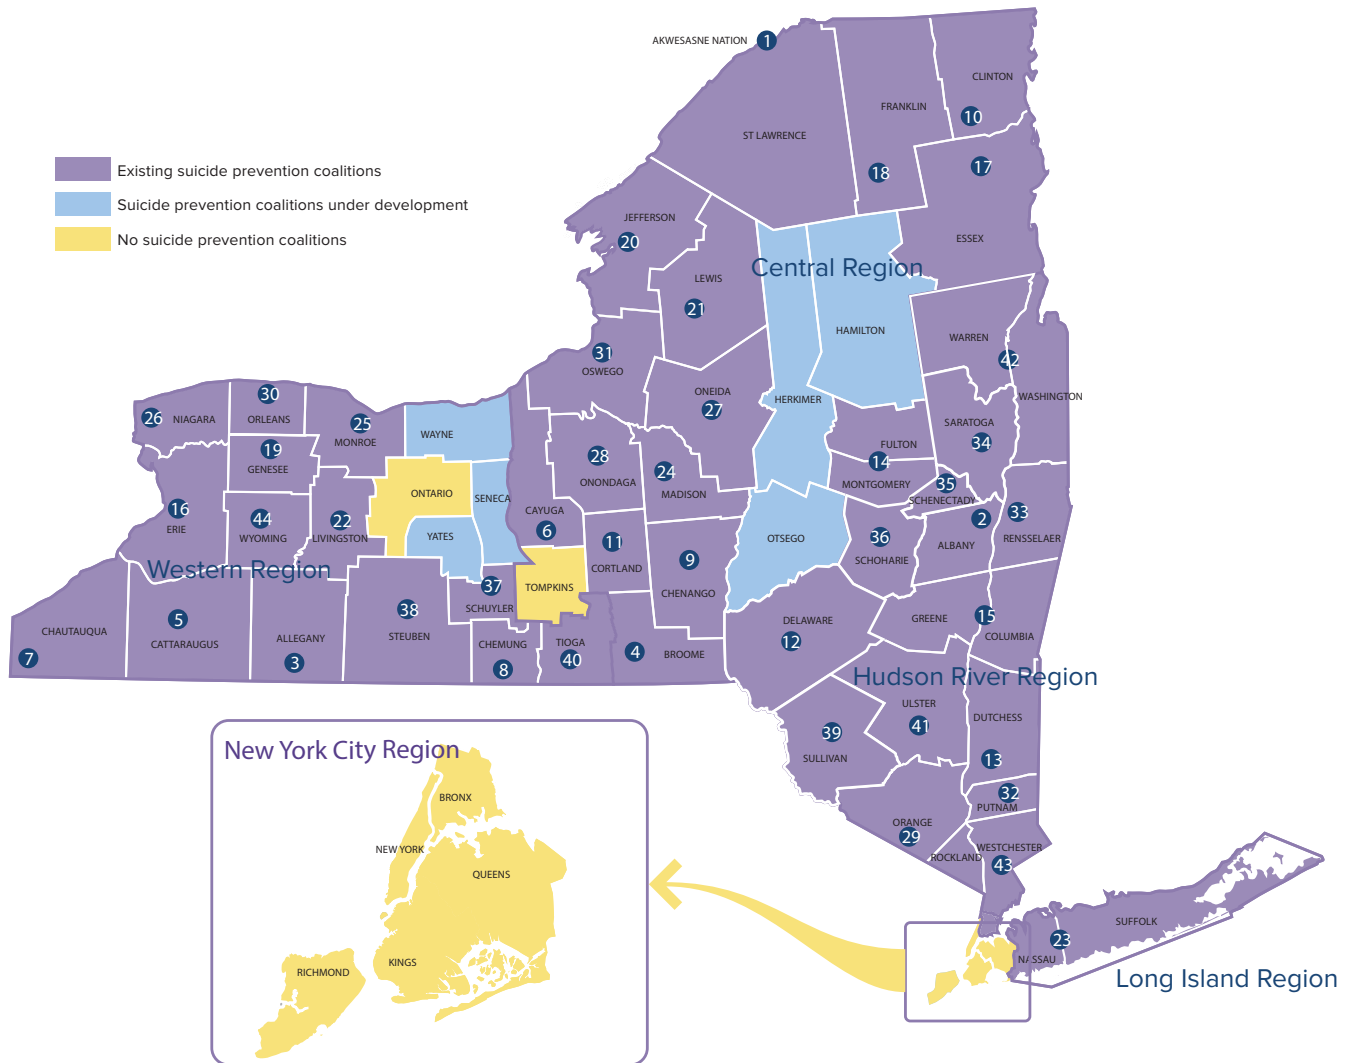 AKWESASNE NATION
1
CLINTON
10
FRANKLIN
18
ST LAWRENCE
17
ESSEX
Existing suicide prevention coalitions
Suicide prevention coalitions under development
No suicide prevention coalitions
JEFFERSON
20
LEWIS
21
Central Region
HAMILTON
HERKIMER
WARREN
42
WASHINGTON
31
OSWEGO
ONEIDA
27
SARATOGA
34
FULTON
14
MONTGOMERY
35
SCHENECTADY
26
NIAGARA
30
ORLEANS
25
MONROE
WAYNE
19
GENESEE
ONTARIO
SENECA
28
ONONDAGA
24
MADISON
16
ERIE
44
WYOMING
22
LIVINGSTON
YATES
CAYUGA
6
11
CORTLAND
9
CHENANGO
OTSEGO
36
SCHOHARIE
2
ALBANY
33
RENSSELAER
Western Region
TOMPKINS
37
SCHUYLER
7
CHAUTAUQUA
5
CATTARAUGUS
ALLEGANY
3
38
STEUBEN
CHEMUNG
8
TIOGA
40
4
BROOME
DELAWARE
12
GREENE
15
COLUMBIA
Hudson River Region
ULSTER
41
DUTCHESS
13
39
SULLIVAN
32
PUTNAM
ORANGE
29
ROCKLAND
WESTCHESTER
43
New York City Region
BRONX
NEW YORK
QUEENS
KINGS
RICHMOND
SUFFOLK
23
NASSAU
Long Island Region